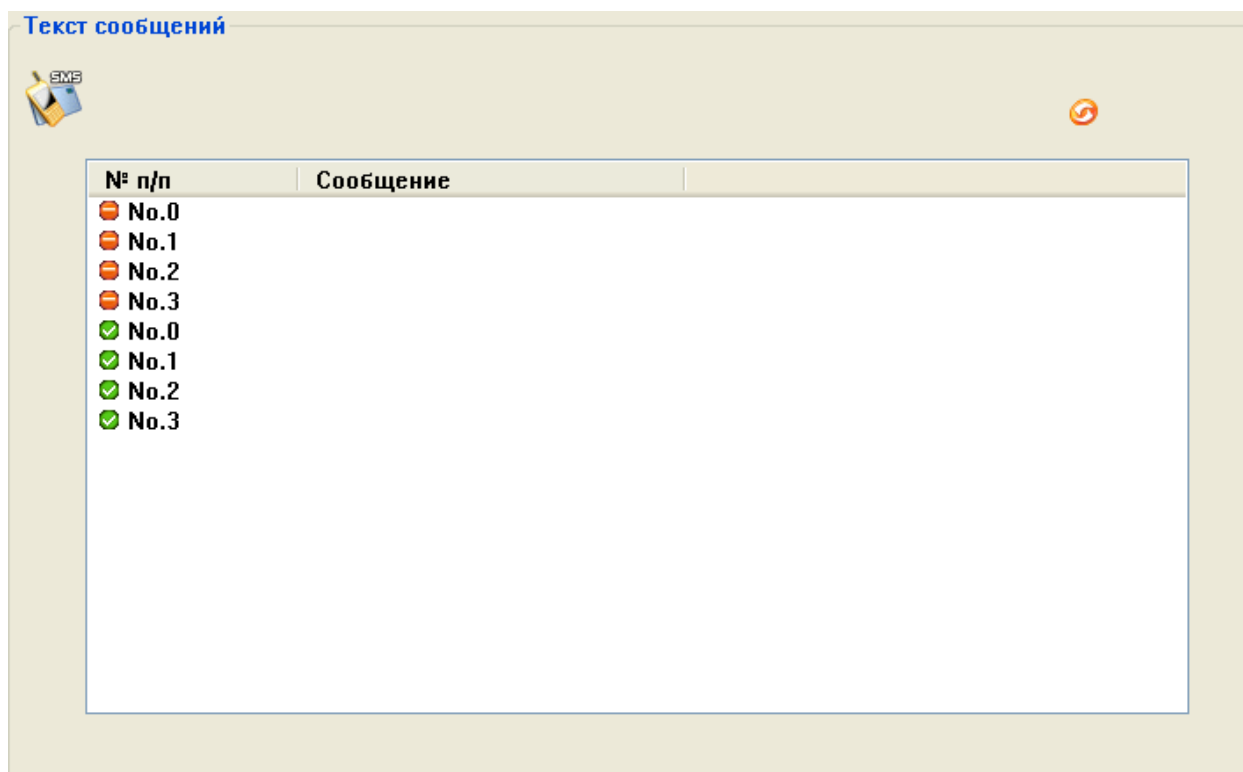 Текст сообщений
SMS
№ п/п Сообщение
No.0
No.1
No.2
No.3
No.0
No.1
No.2
No.3